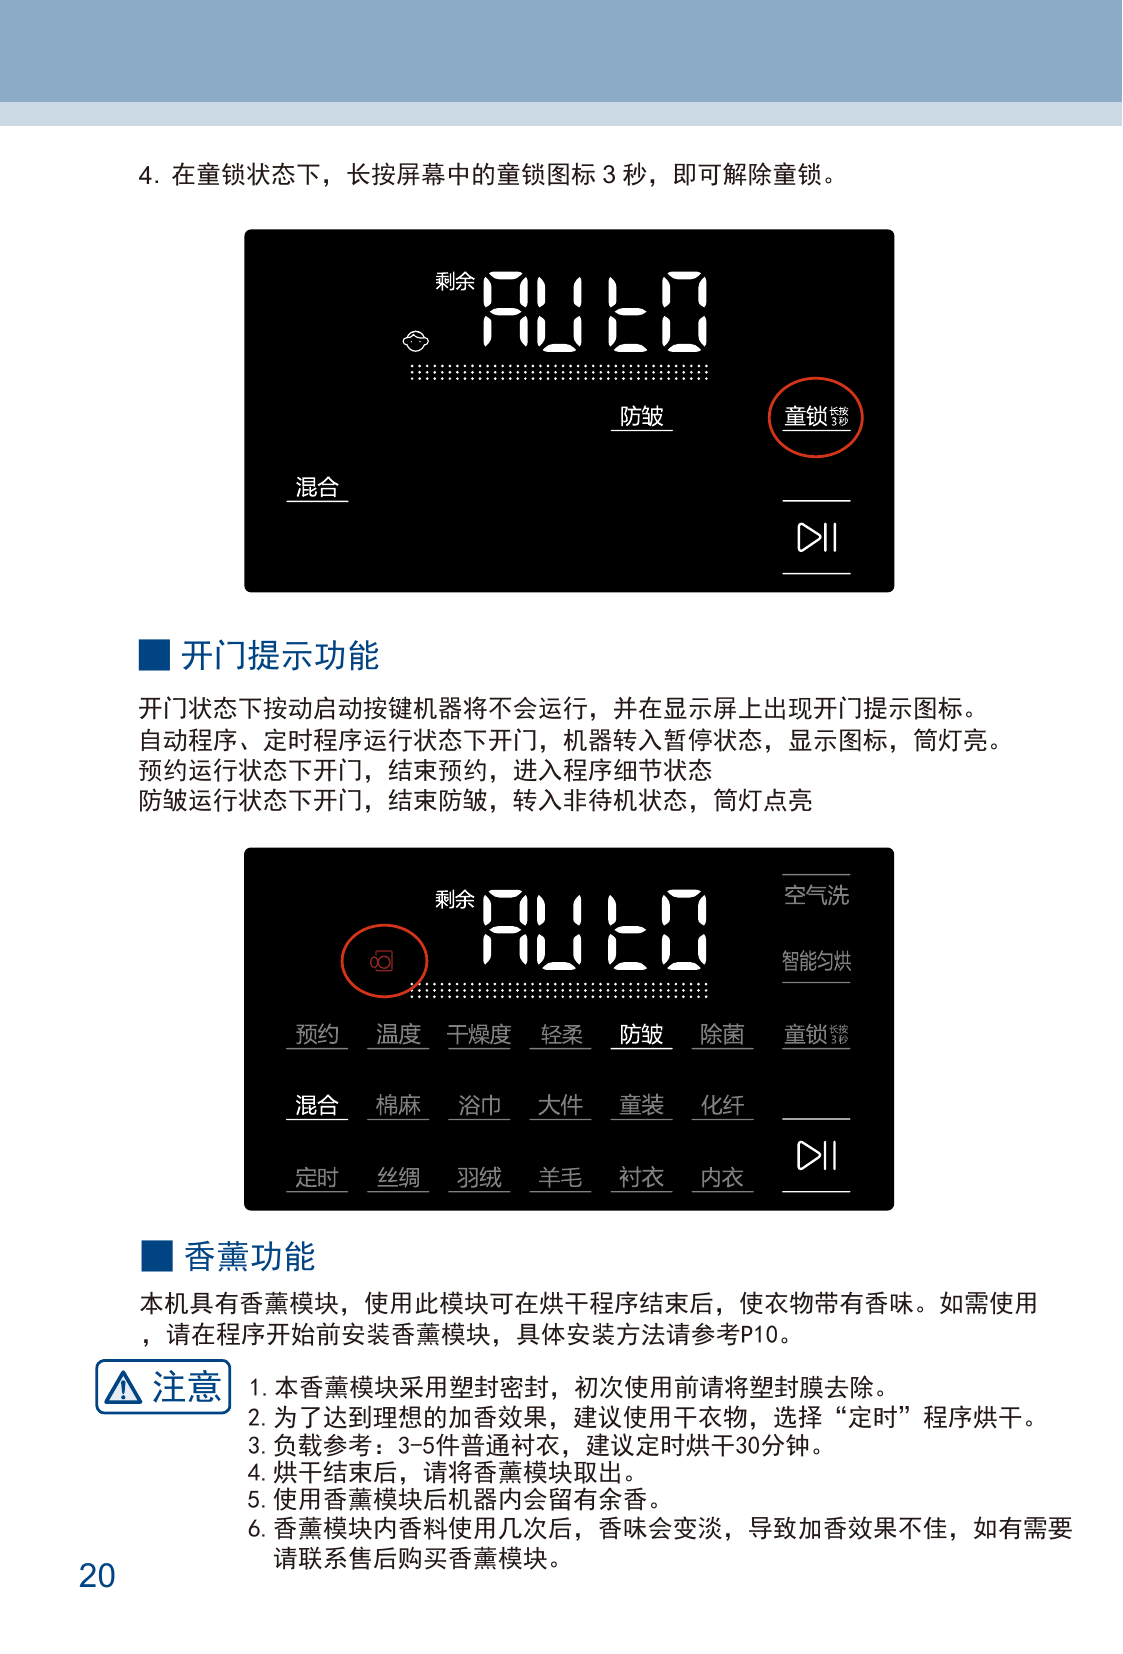 4. 在童锁状态下，长按屏幕中的童锁图标 3 秒，即可解除童锁。
剩余 AUtO
防皱 童锁 长按3秒
混合
开门提示功能
开门状态下按动启动按键机器将不会运行，并在显示屏上出现开门提示图标。
自动程序、定时程序运行状态下开门，机器转入暂停状态，显示图标，筒灯亮。
预约运行状态下开门，结束预约，进入程序细节状态
防皱运行状态下开门，结束防皱，转入非待机状态，筒灯点亮
剩余 AUtO
空气洗
智能匀烘
预约 温度 干燥度 轻柔 防皱 除菌 童锁 长按3秒
混合 棉麻 浴巾 大件 童装 化纤
定时 丝绸 羽绒 羊毛 衬衣 内衣
香薰功能
本机具有香薰模块，使用此模块可在烘干程序结束后，使衣物带有香味。如需使用
，请在程序开始前安装香薰模块，具体安装方法请参考P10。
注意
1. 本香薰模块采用塑封密封，初次使用前请将塑封膜去除。
2. 为了达到理想的加香效果，建议使用干衣物，选择“定时”程序烘干。
3. 负载参考：3-5件普通衬衣，建议定时烘干30分钟。
4. 烘干结束后，请将香薰模块取出。
5. 使用香薰模块后机器内会留有余香。
6. 香薰模块内香料使用几次后，香味会变淡，导致加香效果不佳，如有需要
请联系售后购买香薰模块。
20